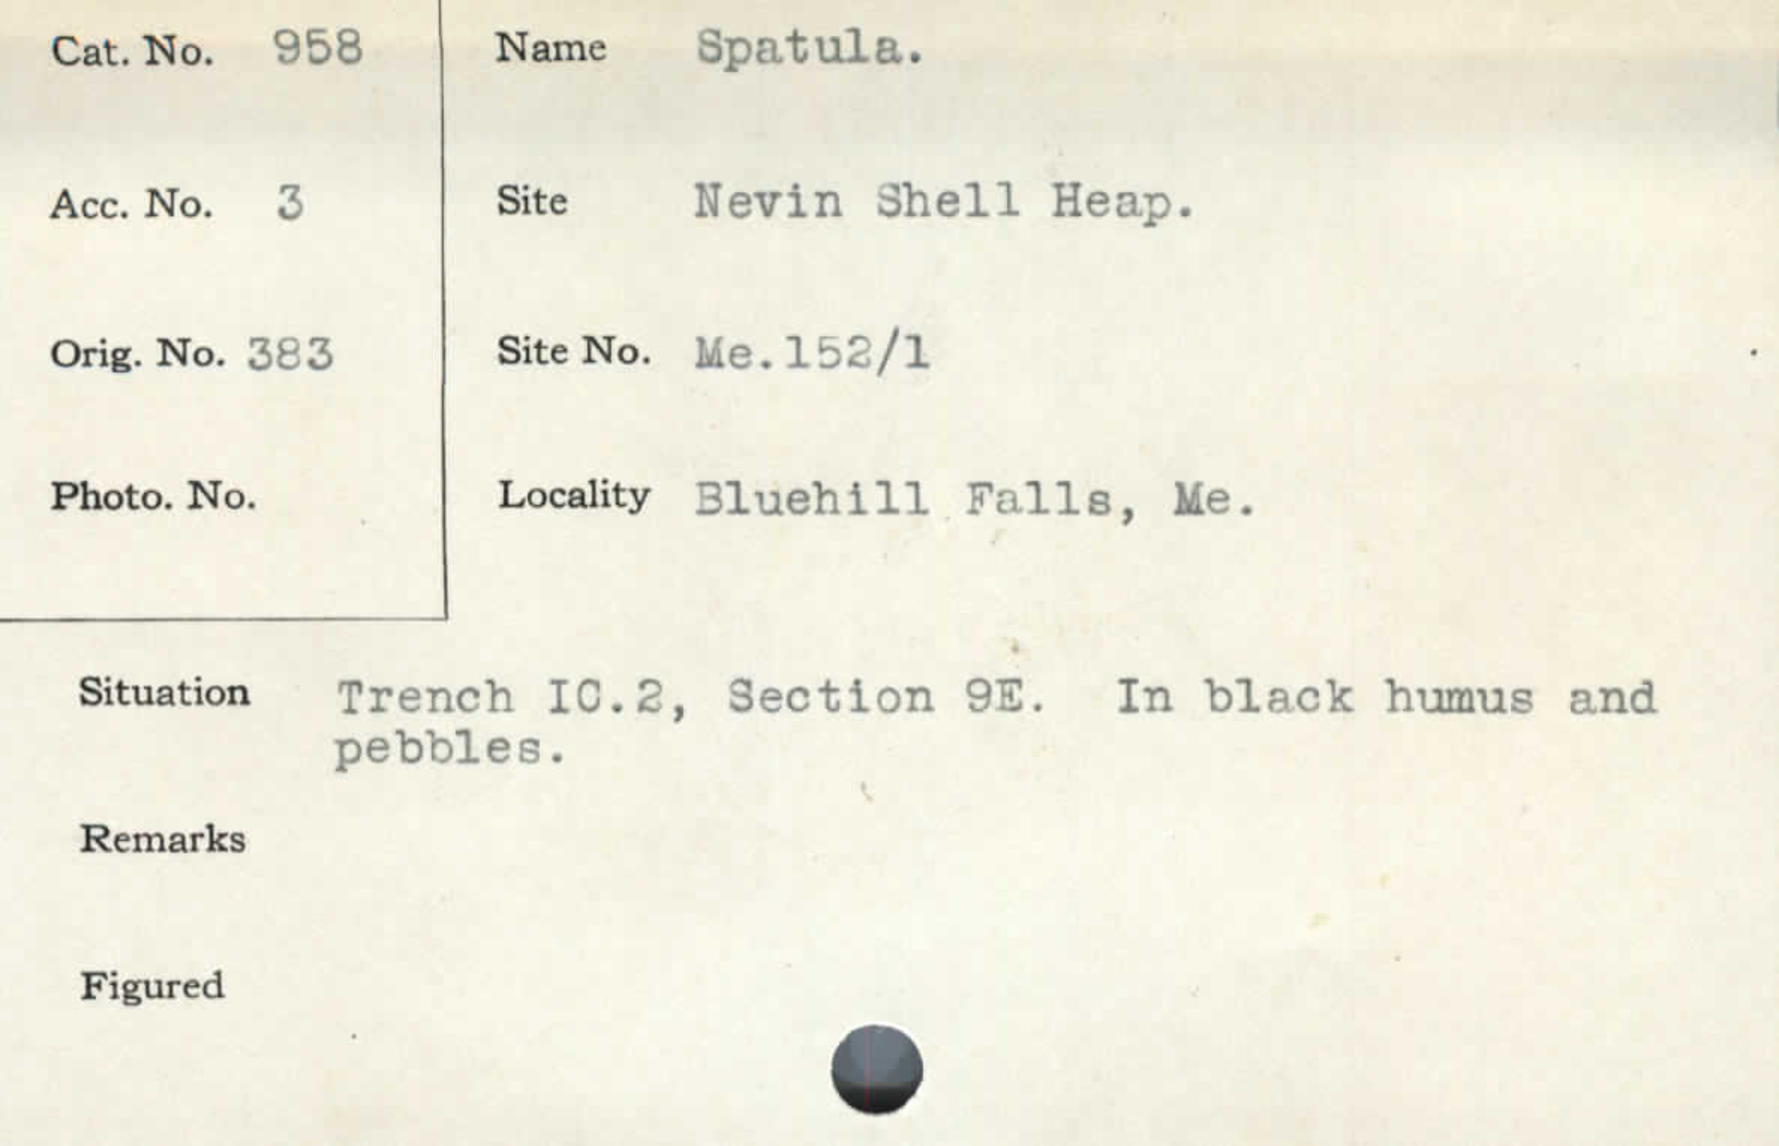 Cat. No. 958
Name Spatula.
Acc. No. 3
Site Nevin Shell Heap.
Orig. No. 383
Site No. Me.152/1
Photo. No.
Locality Bluehill Falls, Me.
Situation Trench IC.2, Section 9E. In black humus and
pebbles.
Remarks
Figured